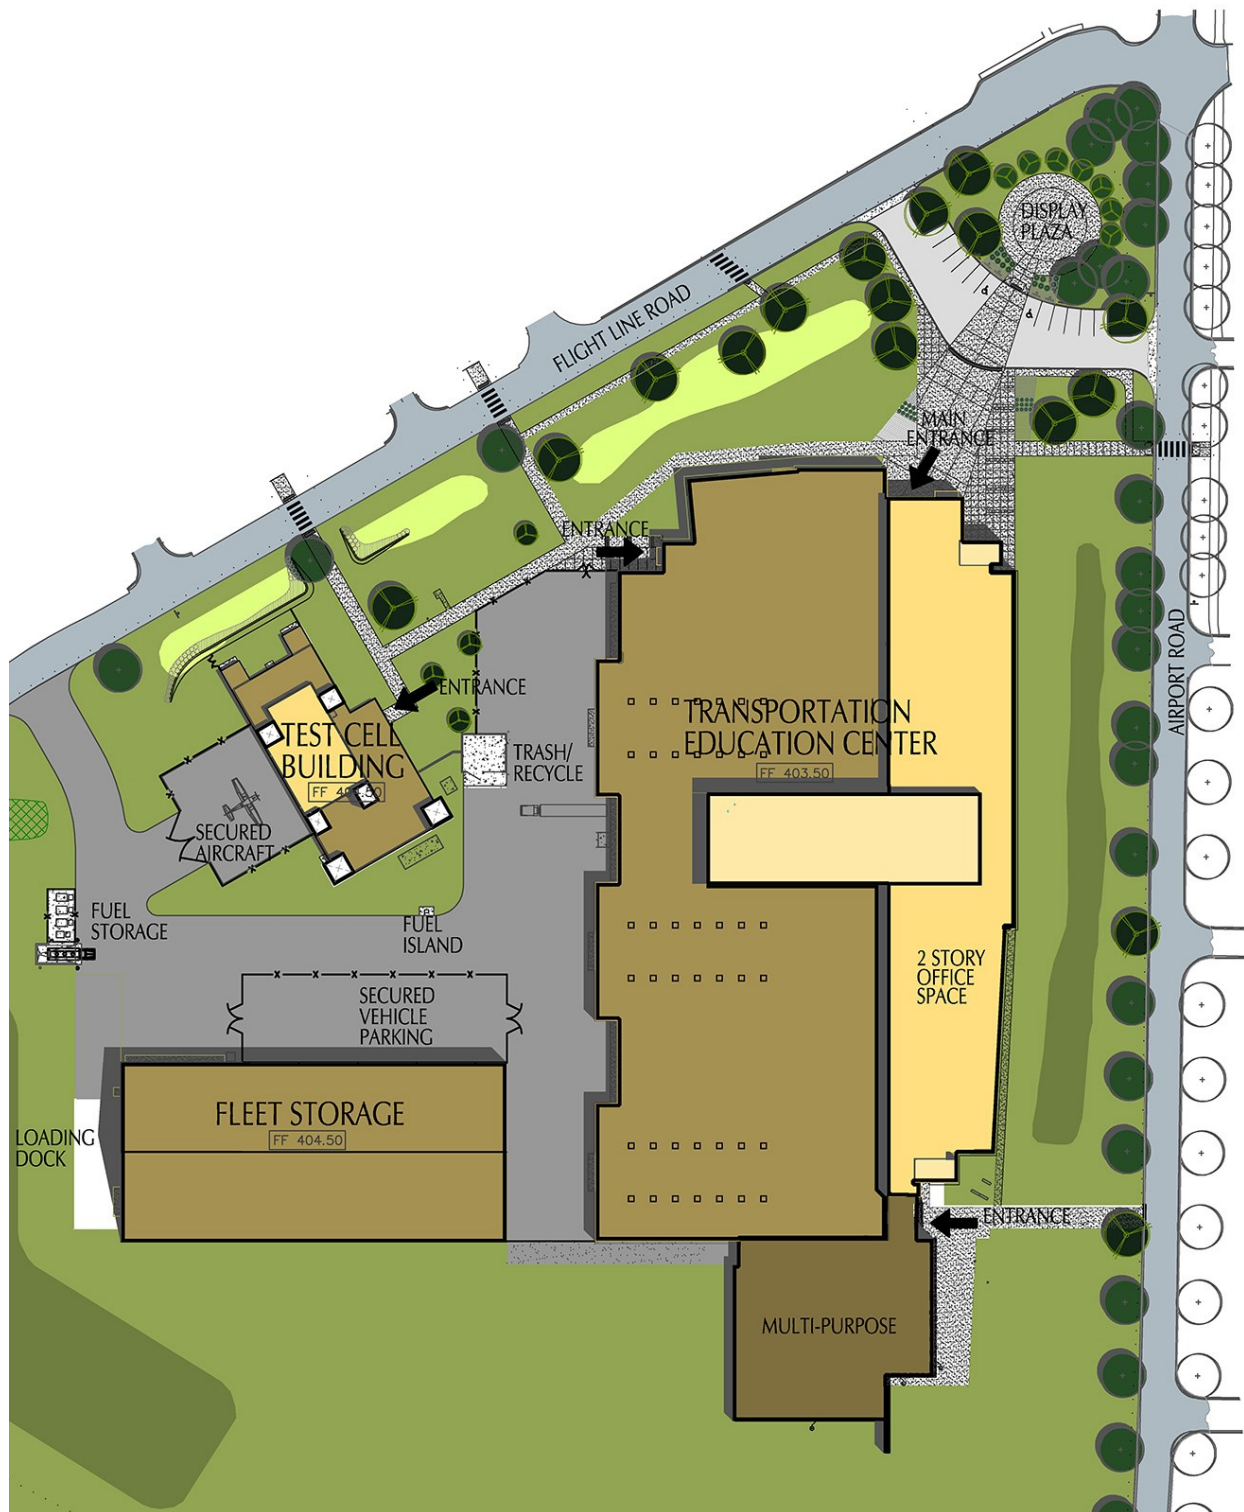 DISPLAY
PLAZA
FLIGHT LINE ROAD
MAIN
ENTRANCE
ENTRANCE
AIRPORT ROAD
ENTRANCE
TEST CELL
BUILDING
TRASH/
RECYCLE
TRANSPORTATION
EDUCATION CENTER
FF 403.50
SECURED
AIRCRAFT
FUEL
STORAGE
FUEL
ISLAND
2 STORY
OFFICE
SPACE
SECURED
VEHICLE
PARKING
FLEET STORAGE
FF 404.50
LOADING
DOCK
ENTRANCE
MULTI-PURPOSE